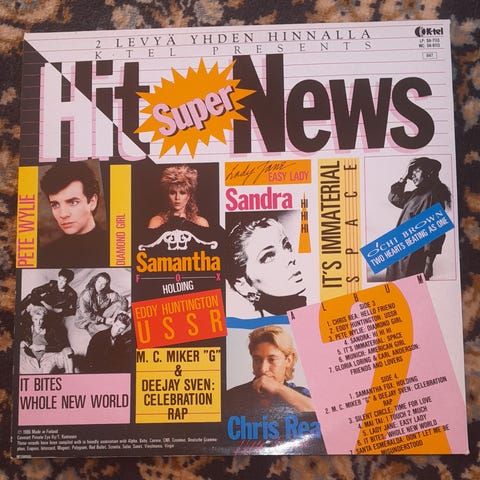 2 LEVYÄ YHDEN HINNALLA
K-TEL PRESENTS
K-tel
Hit Super News
PETE WYLIE
DIAMOND GIRL
Samantha
FOX
HOLDING
EDDY HUNTINGTON
USSR
M. C. MIKER "G"
&
DEEJAY SVEN:
CELEBRATION
RAP
IT BITES
WHOLE NEW WORLD
Lady Jane
EASY LADY
Sandra
HI
HI
HI
IT'S IMMATERIAL
SPACE
OCHI BROWN
TWO HEARTS BEATING AS ONE
Chris Rea
ALBUM
SIDE 3
1. CHRIS REA: HELLO FRIEND
2. EDDY HUNTINGTON: USSR
3. PETE WYLIE: DIAMOND GIRL
4. SANDRA: HI HI HI
5. IT'S IMMATERIAL: SPACE
6. MUNICH: AMERICAN GIRL
7. GLORIA LORING & CARL ANDERSON:
FRIENDS AND LOVERS
SIDE 4.
1. SAMANTHA FOX: HOLDING
2. M. C. MIKER "G" & DEEJAY SVEN: CELEBRATION
RAP
3. SILENT CIRCLE: TIME FOR LOVE
4. MAI TAI: 1 TOUCH 2 MUCH
5. LADY JANE: EASY LADY
6. IT BITES: WHOLE NEW WORLD
7. SANTA ESMERALDA: DON'T LET ME BE
MISUNDERSTOOD
1986 Made in Finland